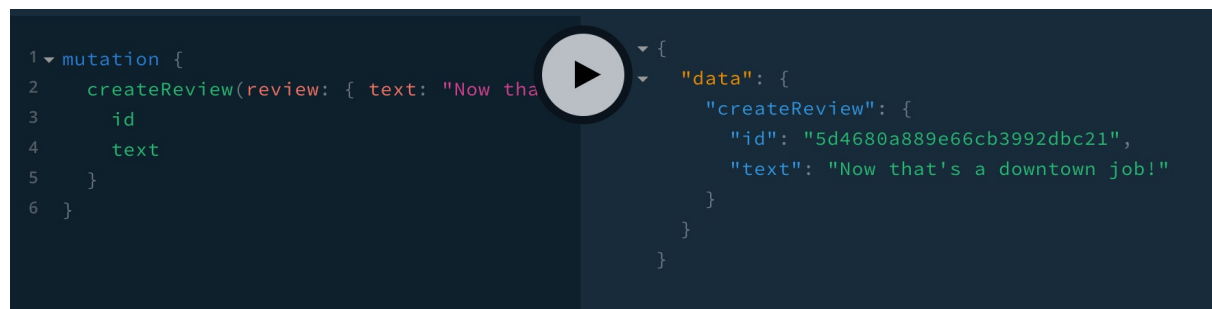 1 mutation {
2 createReview(review: { text: "Now tha
3 id
4 text
5 }
6 }
{
"data": {
"createReview": {
"id": "5d4680a889e66cb3992dbc21",
"text": "Now that's a downtown job!"
}
}
}